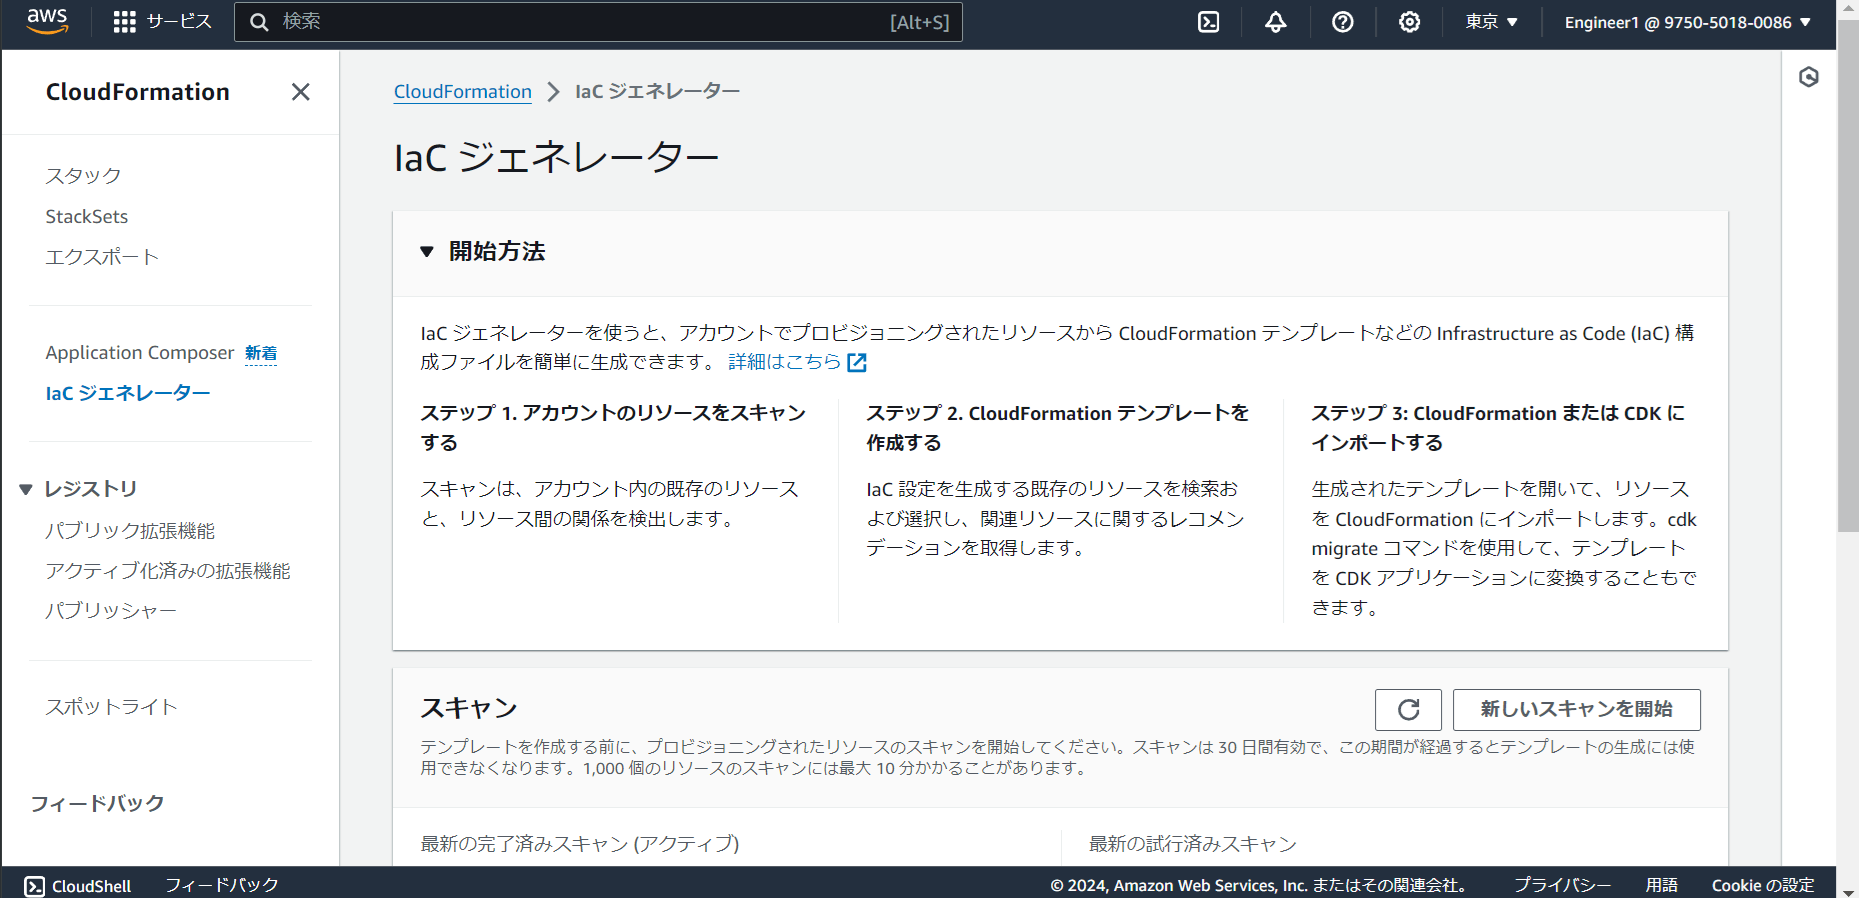 aws
サービス
検索
[Alt+S]
東京
Engineer1 @ 9750-5018-0086
CloudFormation
スタック
StackSets
エクスポート
Application Composer 新着
IaC ジェネレーター
レジストリ
パブリック拡張機能
アクティブ化済みの拡張機能
パブリッシャー
スポットライト
フィードバック
CloudFormation
IaC ジェネレーター
IaC ジェネレーター
開始方法
IaC ジェネレーターを使うと、アカウントでプロビジョニングされたリソースから CloudFormation テンプレートなどの Infrastructure as Code (IaC) 構
成ファイルを簡単に生成できます。 詳細はこちら
ステップ 1. アカウントのリソースをスキャン
する
スキャンは、アカウント内の既存のリソース
と、リソース間の関係を検出します。
ステップ 2. CloudFormation テンプレートを
作成する
IaC 設定を生成する既存のリソースを検索お
よび選択し、関連リソースに関するレコメン
デーションを取得します。
ステップ 3: CloudFormation または CDK に
インポートする
生成されたテンプレートを開いて、リソース
を CloudFormation にインポートします。cdk
migrate コマンドを使用して、テンプレート
を CDK アプリケーションに変換することもで
きます。
スキャン
新しいスキャンを開始
テンプレートを作成する前に、プロビジョニングされたリソースのスキャンを開始してください。スキャンは 30 日間有効で、この期間が経過するとテンプレートの生成には使
用できなくなります。1,000 個のリソースのスキャンには最大 10 分かかることがあります。
最新の完了済みスキャン (アクティブ)
最新の試行済みスキャン
CloudShell
フィードバック
© 2024, Amazon Web Services, Inc. またはその関連会社。
プライバシー
用語
Cookie の設定